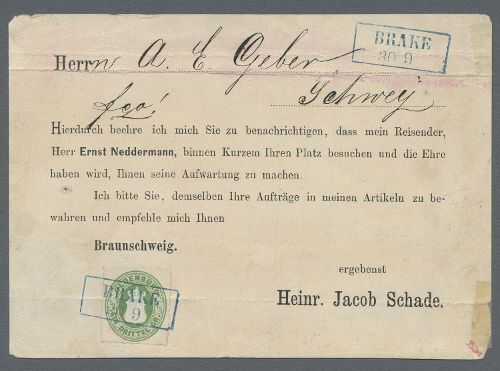 BRAKE
30 9
Herrn A. E. Geber
fco! Schwey
Hierdurch beehre ich mich Sie zu benachrichtigen, dass mein Reisender,
Herr Ernst Neddermann, binnen Kurzem Ihren Platz besuchen und die Ehre
haben wird, Ihnen seine Aufwartung zu machen.
Ich bitte Sie, demselben Ihre Aufträge in meinen Artikeln zu be-
wahren und empfehle mich Ihnen
Braunschweig.
ergebenst
Heinr. Jacob Schade.
BRAKE
9